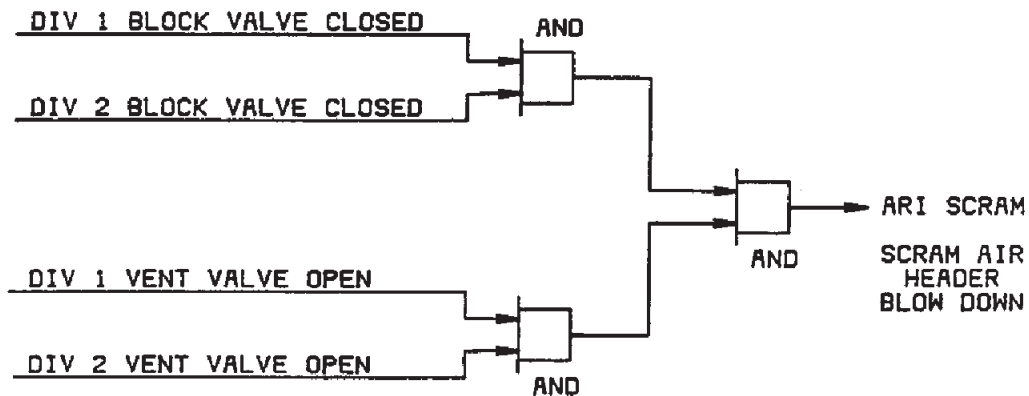 DIV 1 BLOCK VALVE CLOSED
AND
DIV 2 BLOCK VALVE CLOSED
ARI SCRAM
AND
SCRAM AIR
HEADER
BLOW DOWN
DIV 1 VENT VALVE OPEN
DIV 2 VENT VALVE OPEN
AND